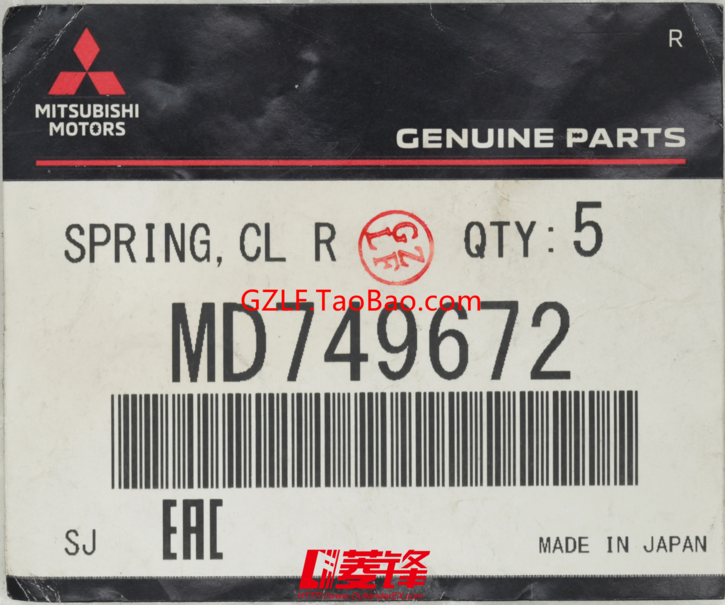 R
MITSUBISHI
MOTORS
GENUINE PARTS
SPRING, CL R
GZ
LF
QTY: 5
GZLF.TaoBao.com
MD749672
SJ
EAC
MADE IN JAPAN
菱锋